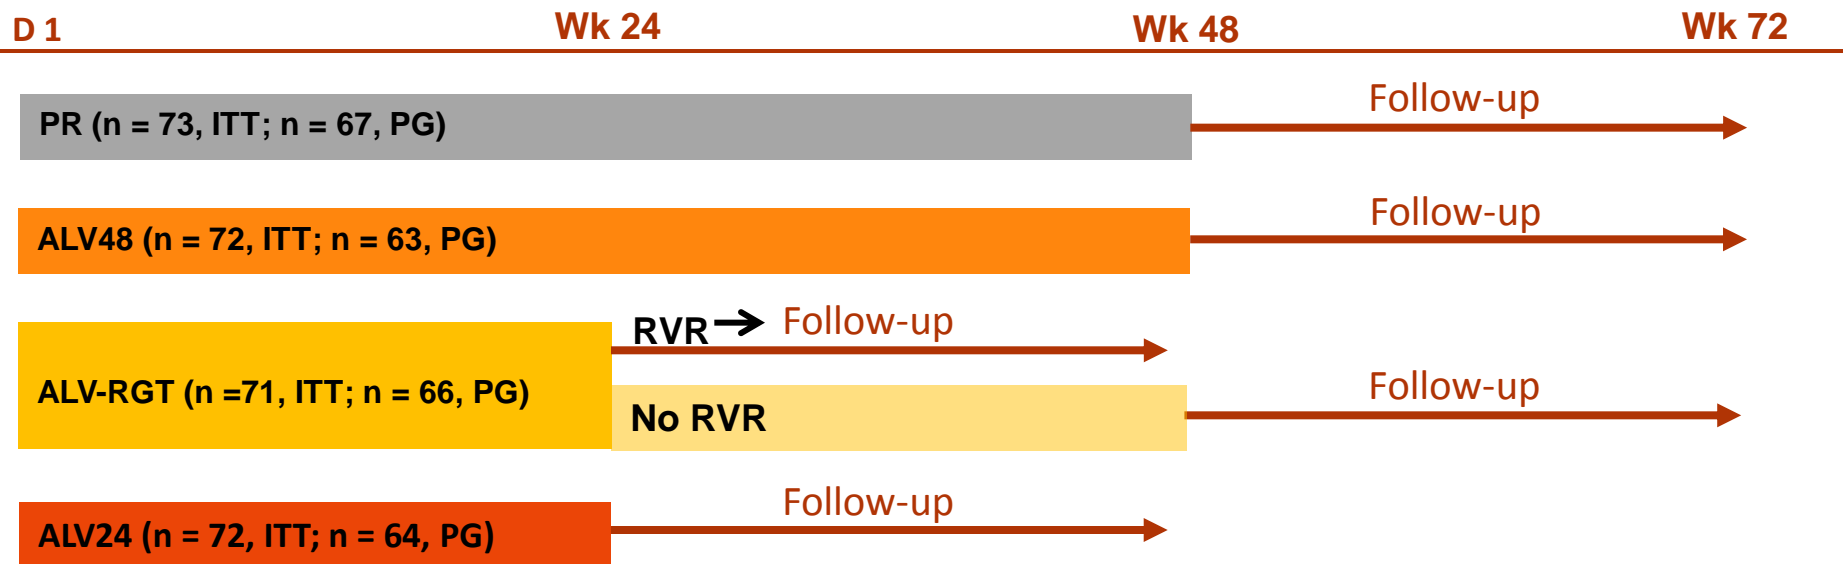 D 1 Wk 24 Wk 48 Wk 72
Follow-up
PR (n = 73, ITT; n = 67, PG)
Follow-up
ALV48 (n = 72, ITT; n = 63, PG)
RVR Follow-up
ALV-RGT (n =71, ITT; n = 66, PG)
Follow-up
No RVR
Follow-up
ALV24 (n = 72, ITT; n = 64, PG)